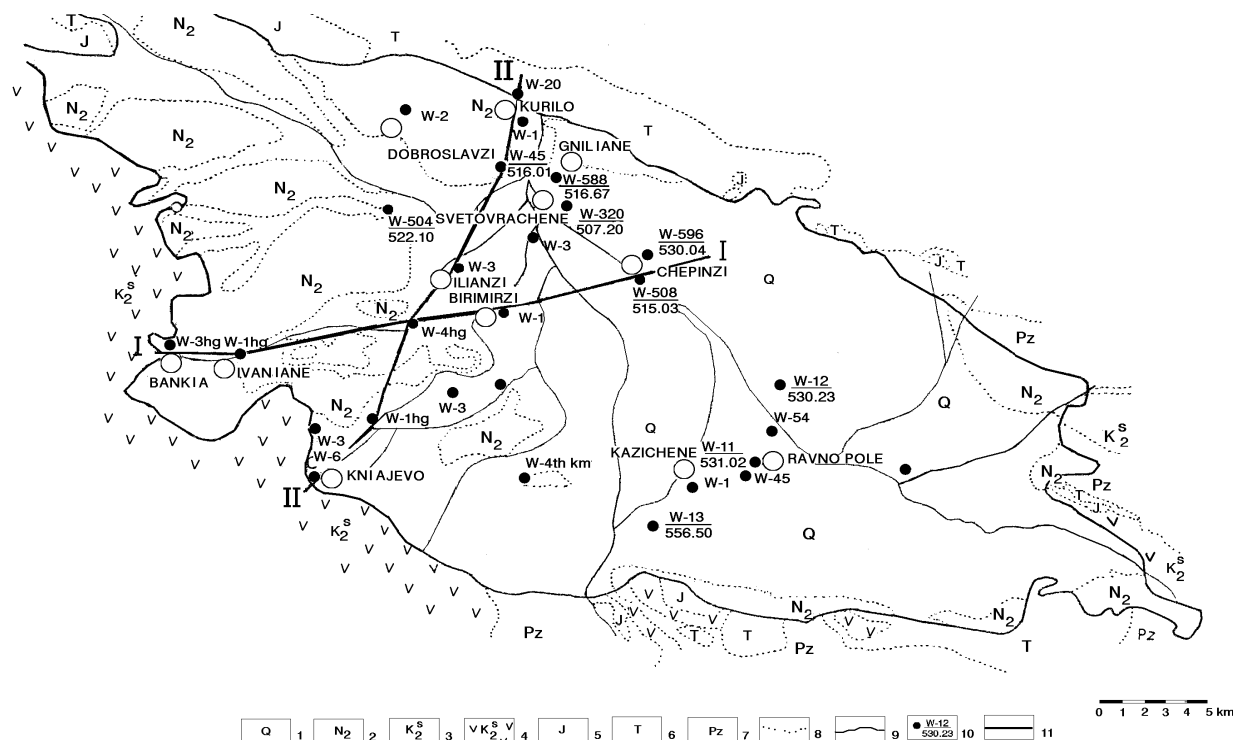 T
N₂
J
T
J
II
W-20
N₂
KURILO
N₂
W-2
W-1
T
N₂
DOBROSLAVZI
W-45
516.01
GNILIANE
W-588
516.67
J
N₂
SVETOVRACHENE
W-320
507.20
W-504
522.10
N₂
W-3
W-596
530.04
I
T
J
T
W-3
CHEPINZI
Q
K₂ˢ
N₂
ILIANZI
BIRIMIRZI
W-508
515.03
N₂
W-1
W-4hg
Pz
I
W-3hg
W-1hg
BANKIA
IVANIANE
W-12
530.23
N₂
N₂
W-3
Q
W-1hg
W-54
Q
W-3
W-6
N₂
KAZICHENE
W-11
531.02
RAVNO POLE
K₂ˢ
C
KNIAJEVO
W-4th km
W-1
W-45
N₂
Pz
T
J
V
II
K₂ˢ
W-13
556.50
Q
V
K₂ˢ
Pz
J
V
J
T
V
T
N₂
Pz
V
V
N₂
T
N₂
Pz
0 1 2 3 4 5 km
Q 1 N₂ 2 K₂ˢ 3 V K₂ˢ V 4 J 5 T 6 Pz 7 8 9 W-12 530.23 10 11